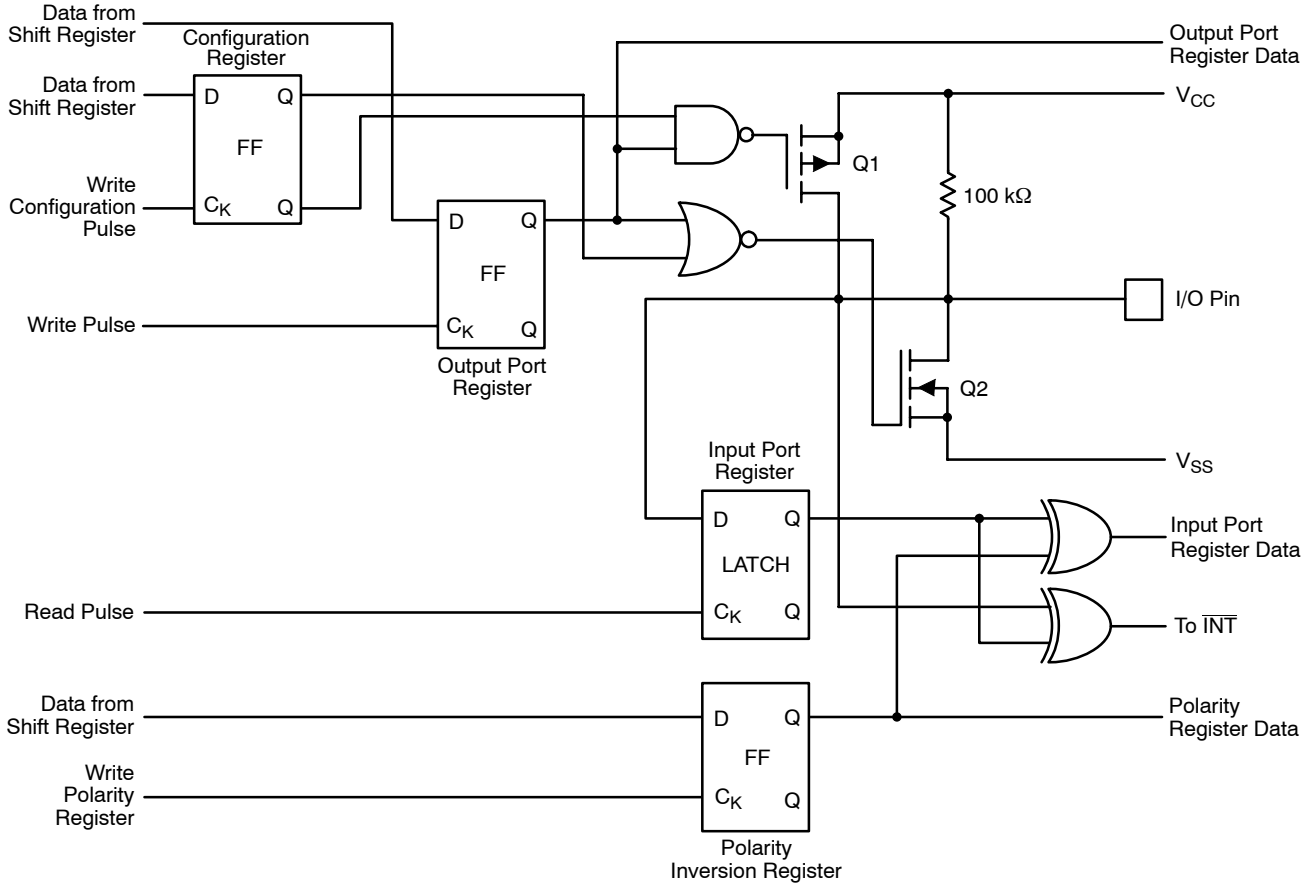 Data from
Shift Register
Configuration
Register
Data from
Shift Register
D
Q
FF
Write
Configuration
Pulse
CK
Q
Output Port
Register Data
VCC
Q1
100 kΩ
D
Q
FF
CK
Q
Write Pulse
Output Port
Register
I/O Pin
Q2
VSS
Input Port
Register
D
Q
LATCH
CK
Q
Read Pulse
Input Port
Register Data
To INT
Data from
Shift Register
D
Q
FF
Write
Polarity
Register
CK
Q
Polarity
Register Data
Polarity
Inversion Register